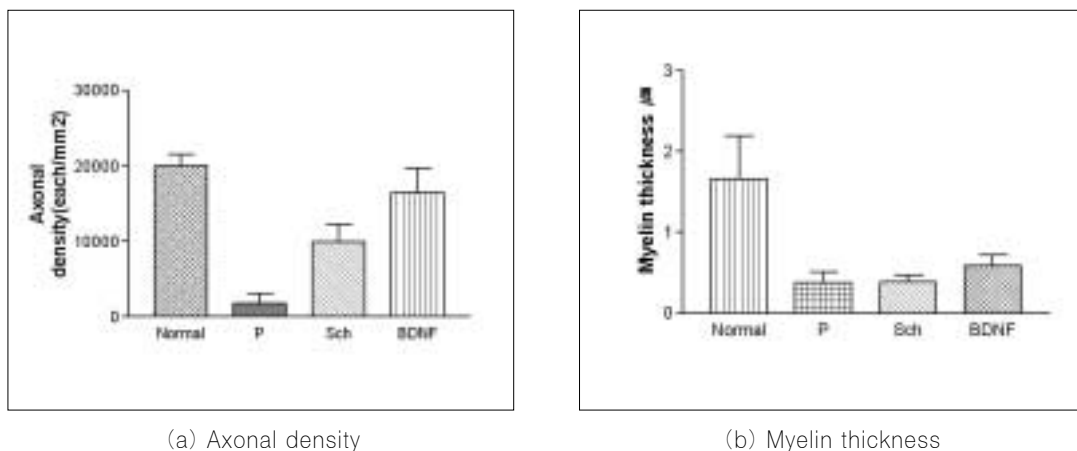 30000
20000
10000
0
Axonal
density(each/mm2)
Normal P Sch BDNF
3
2
1
0
Myelin thickness ㎛
Normal P Sch BDNF
(a) Axonal density
(b) Myelin thickness